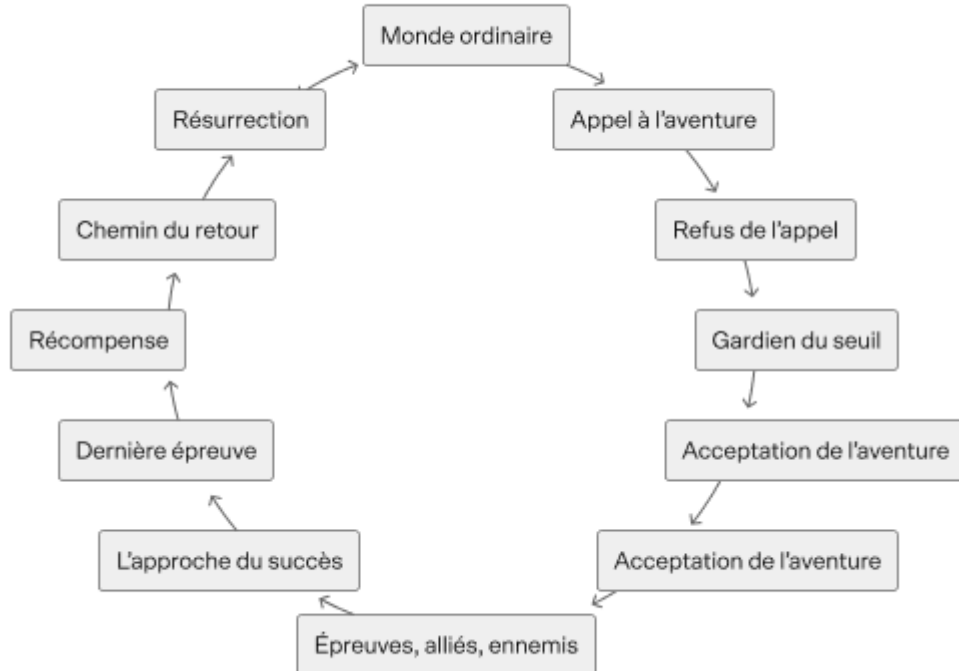 Monde ordinaire
Appel à l'aventure
Refus de l'appel
Gardien du seuil
Acceptation de l'aventure
Acceptation de l'aventure
Épreuves, alliés, ennemis
L'approche du succès
Dernière épreuve
Récompense
Chemin du retour
Résurrection